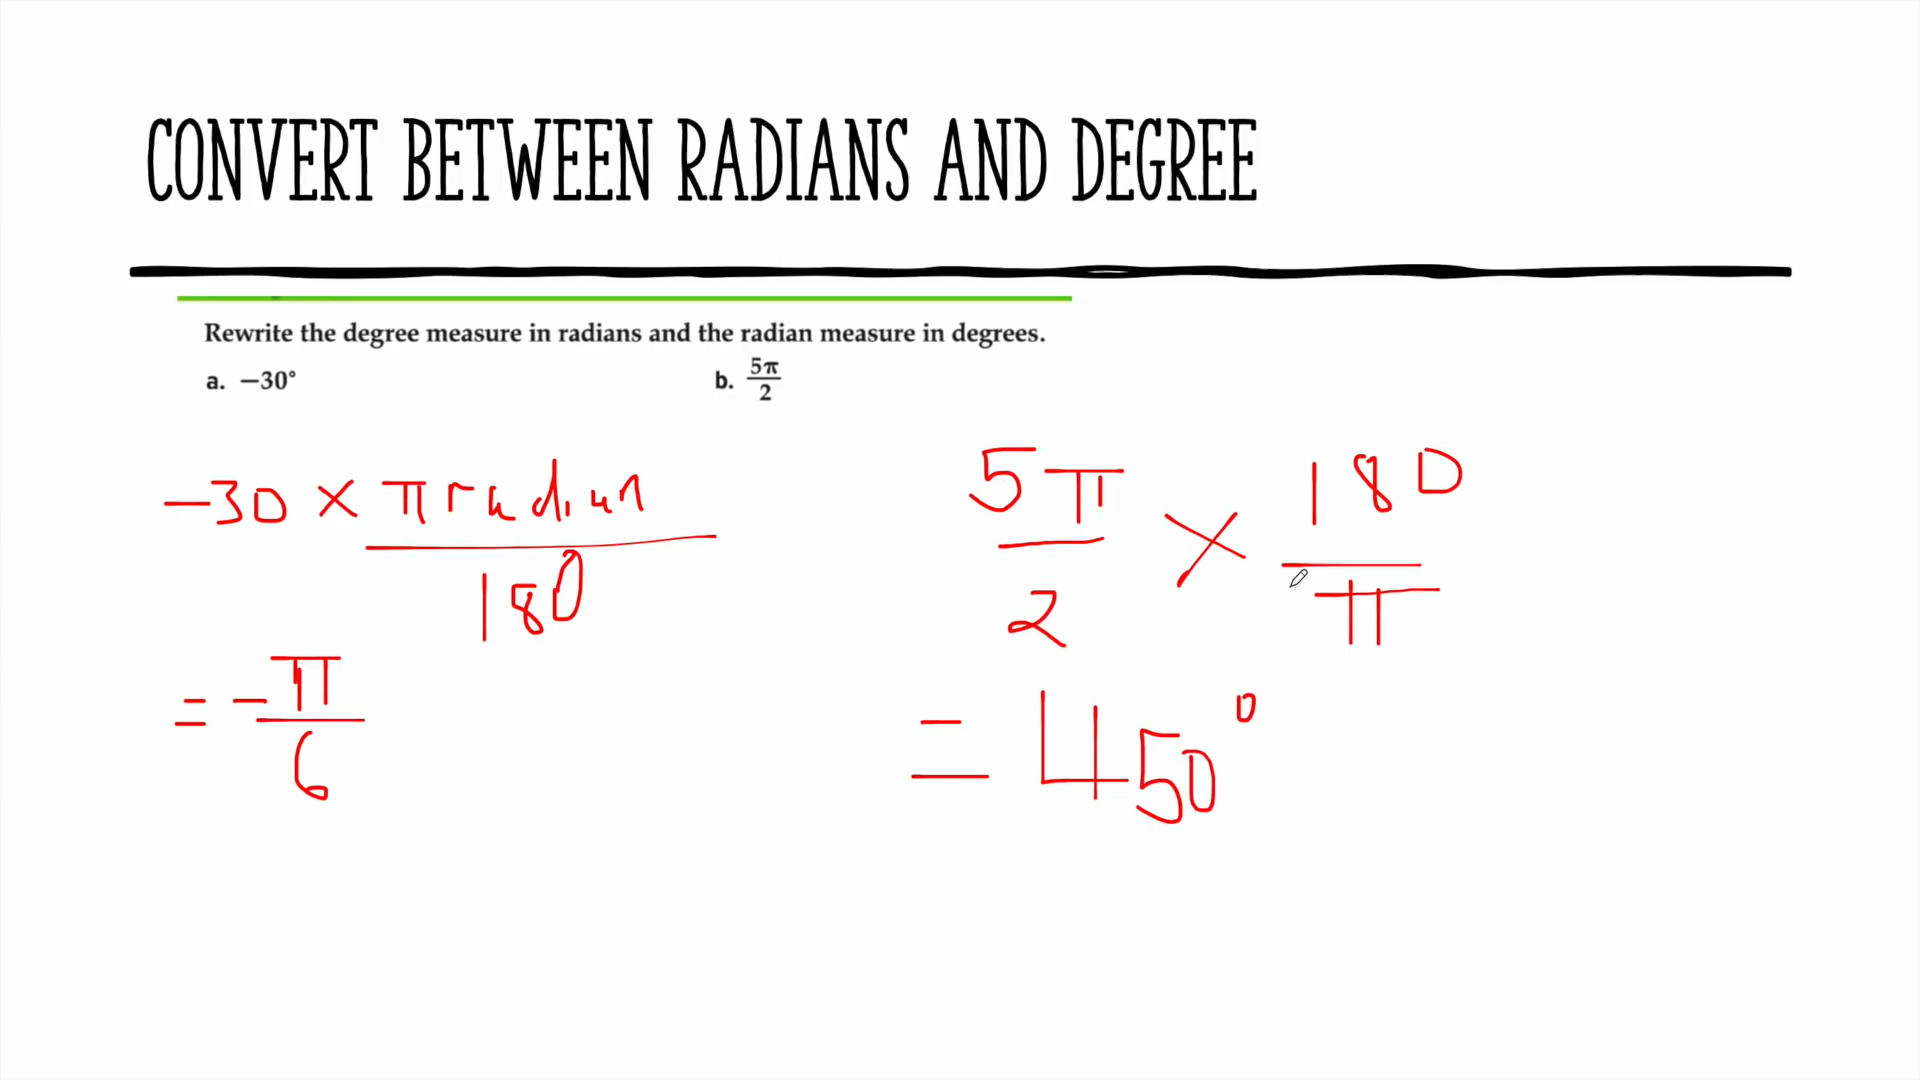 CONVERT BETWEEN RADIANS AND DEGREE
Rewrite the degree measure in radians and the radian measure in degrees.
a. −30°
b. 5π/2
−30 × π radian/180
= −π/6
5π/2 × 180/π
= 450°